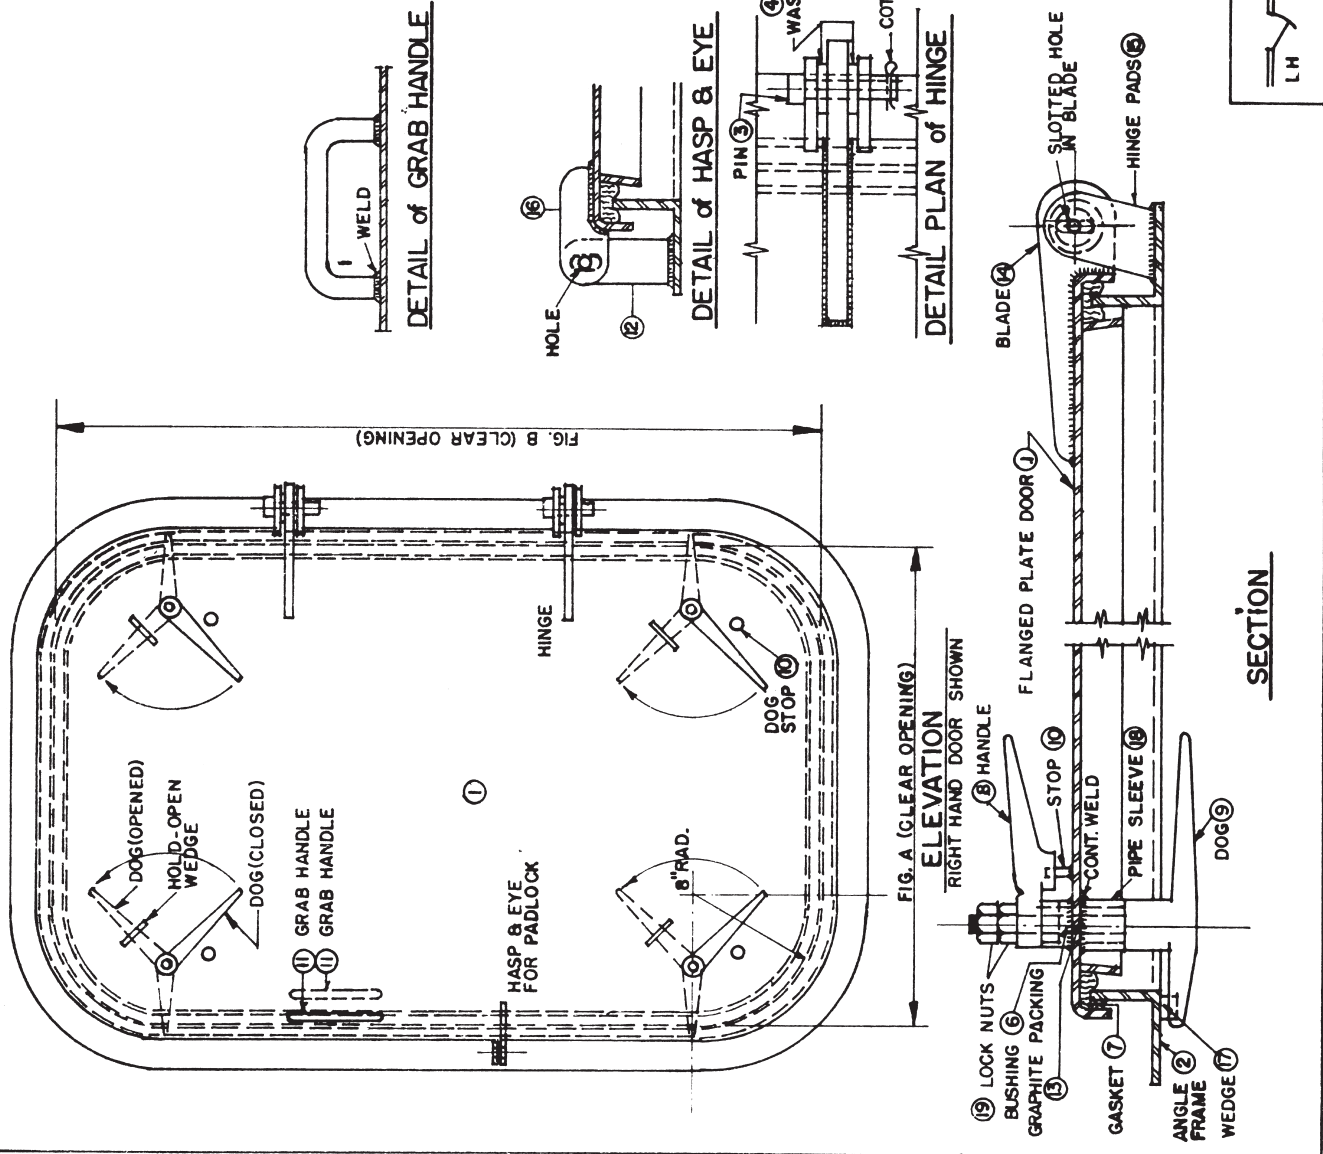 WELD
DETAIL of GRAB HANDLE
16
HOLE
12
DETAIL of HASP & EYE
4
PIN 3
DETAIL PLAN of HINGE
LH
FIG. B (CLEAR OPENING)
DOG (OPENED)
HOLD-OPEN
WEDGE
DOG (CLOSED)
11 GRAB HANDLE
11 GRAB HANDLE
1
HINGE
DOG
STOP 10
HASP & EYE
FOR PADLOCK
8" RAD.
FIG. A (CLEAR OPENING)
ELEVATION
RIGHT HAND DOOR SHOWN
BLADE 14
SLOTTED HOLE
IN BLADE
HINGE PADS 15
FLANGED PLATE DOOR 1
8 HANDLE
STOP 10
CONT. WELD
PIPE SLEEVE 18
DOG 9
19 LOCK NUTS
BUSHING 6
GRAPHITE PACKING
13
GASKET 7
ANGLE 2
FRAME
WEDGE 17
SECTION